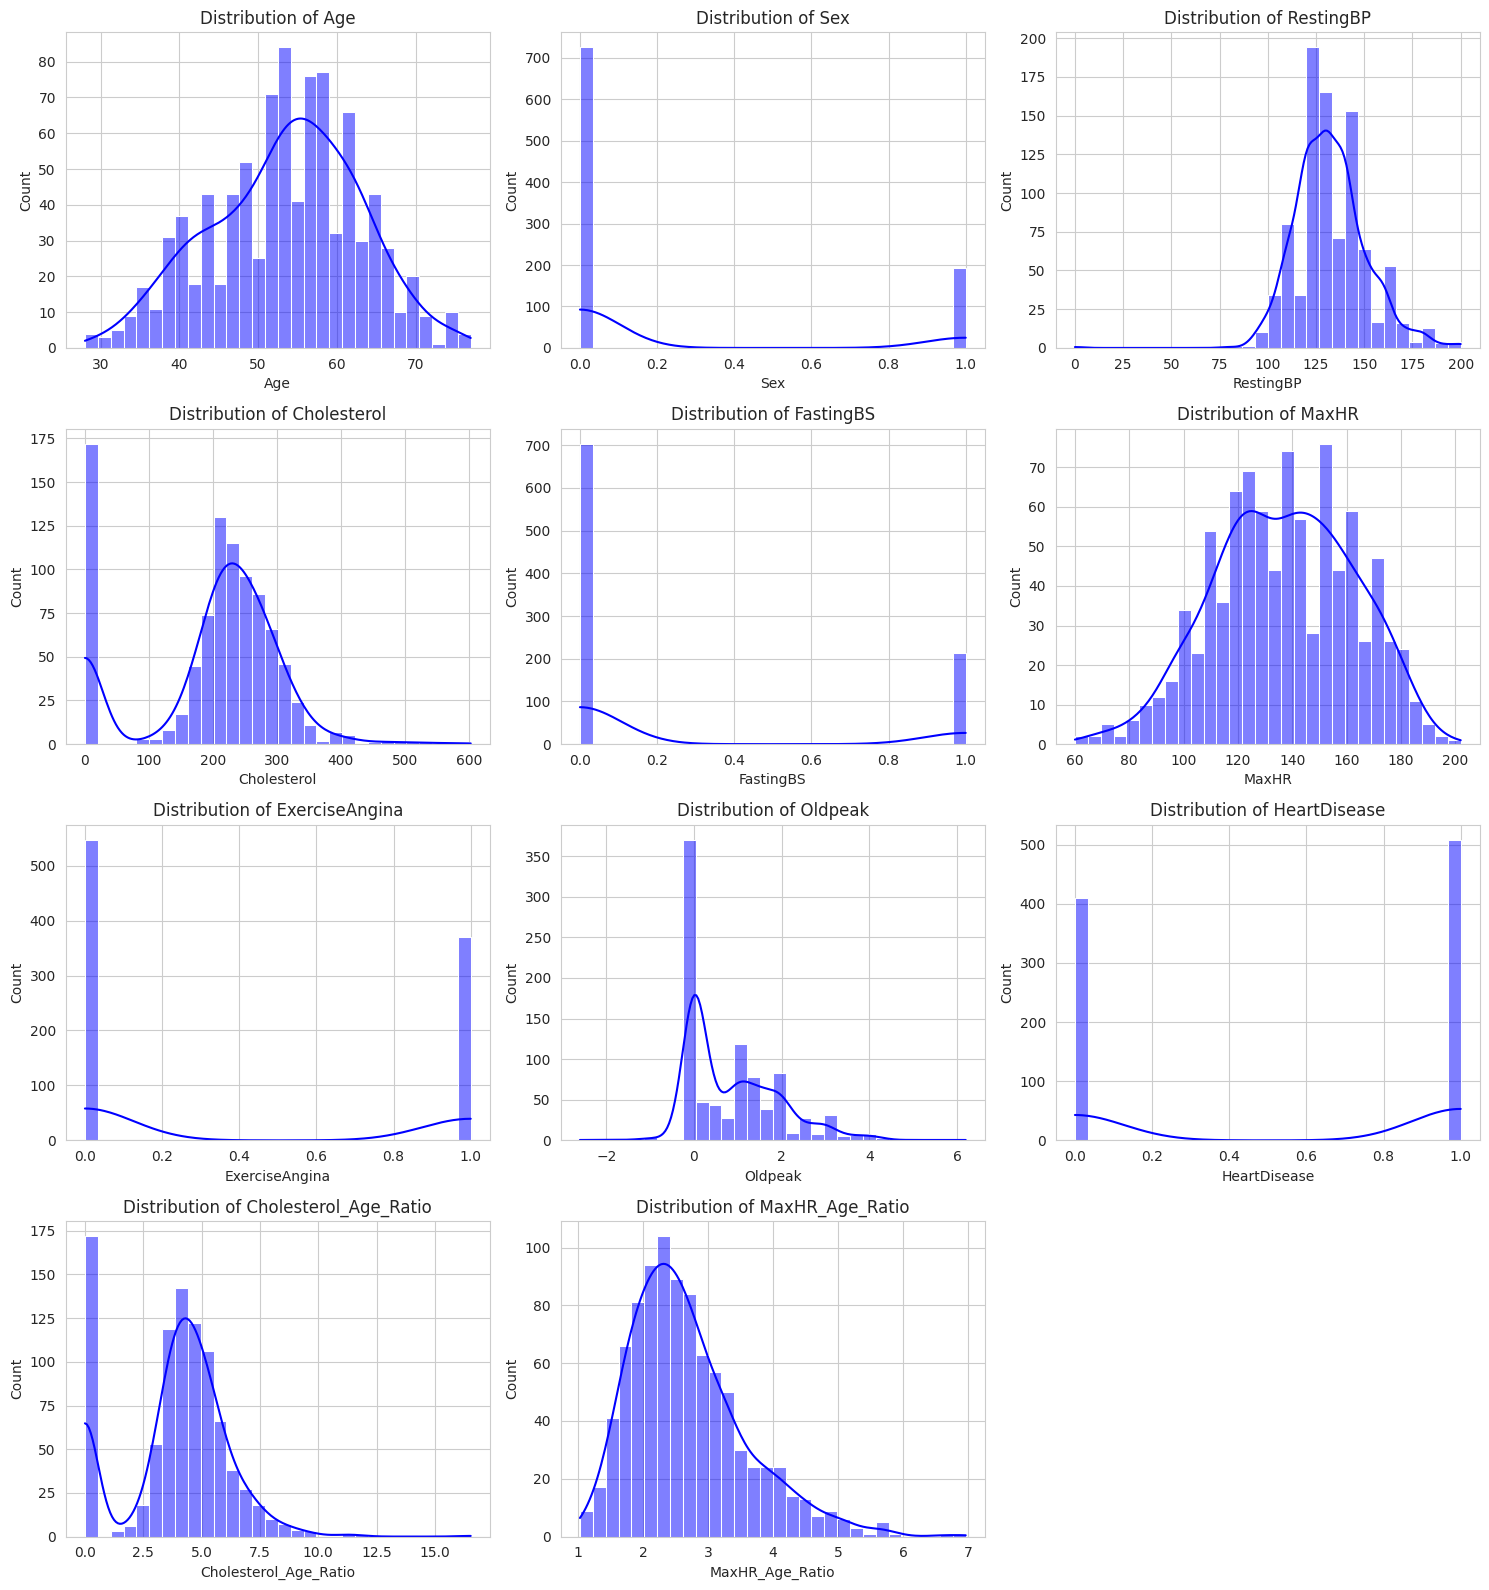 Distribution of Age
80
70
60
50
40
30
20
10
0
Count
30 40 50 60 70
Age
Distribution of Sex
700
600
500
400
300
200
100
0
Count
0.0 0.2 0.4 0.6 0.8 1.0
Sex
Distribution of RestingBP
200
175
150
125
100
75
50
25
0
Count
0 25 50 75 100 125 150 175 200
RestingBP
Distribution of Cholesterol
175
150
125
100
75
50
25
0
Count
0 100 200 300 400 500 600
Cholesterol
Distribution of FastingBS
700
600
500
400
300
200
100
0
Count
0.0 0.2 0.4 0.6 0.8 1.0
FastingBS
Distribution of MaxHR
70
60
50
40
30
20
10
0
Count
60 80 100 120 140 160 180 200
MaxHR
Distribution of ExerciseAngina
500
400
300
200
100
0
Count
0.0 0.2 0.4 0.6 0.8 1.0
ExerciseAngina
Distribution of Oldpeak
350
300
250
200
150
100
50
0
Count
−2 0 2 4 6
Oldpeak
Distribution of HeartDisease
500
400
300
200
100
0
Count
0.0 0.2 0.4 0.6 0.8 1.0
HeartDisease
Distribution of Cholesterol_Age_Ratio
175
150
125
100
75
50
25
0
Count
0.0 2.5 5.0 7.5 10.0 12.5 15.0
Cholesterol_Age_Ratio
Distribution of MaxHR_Age_Ratio
100
80
60
40
20
0
Count
1 2 3 4 5 6 7
MaxHR_Age_Ratio